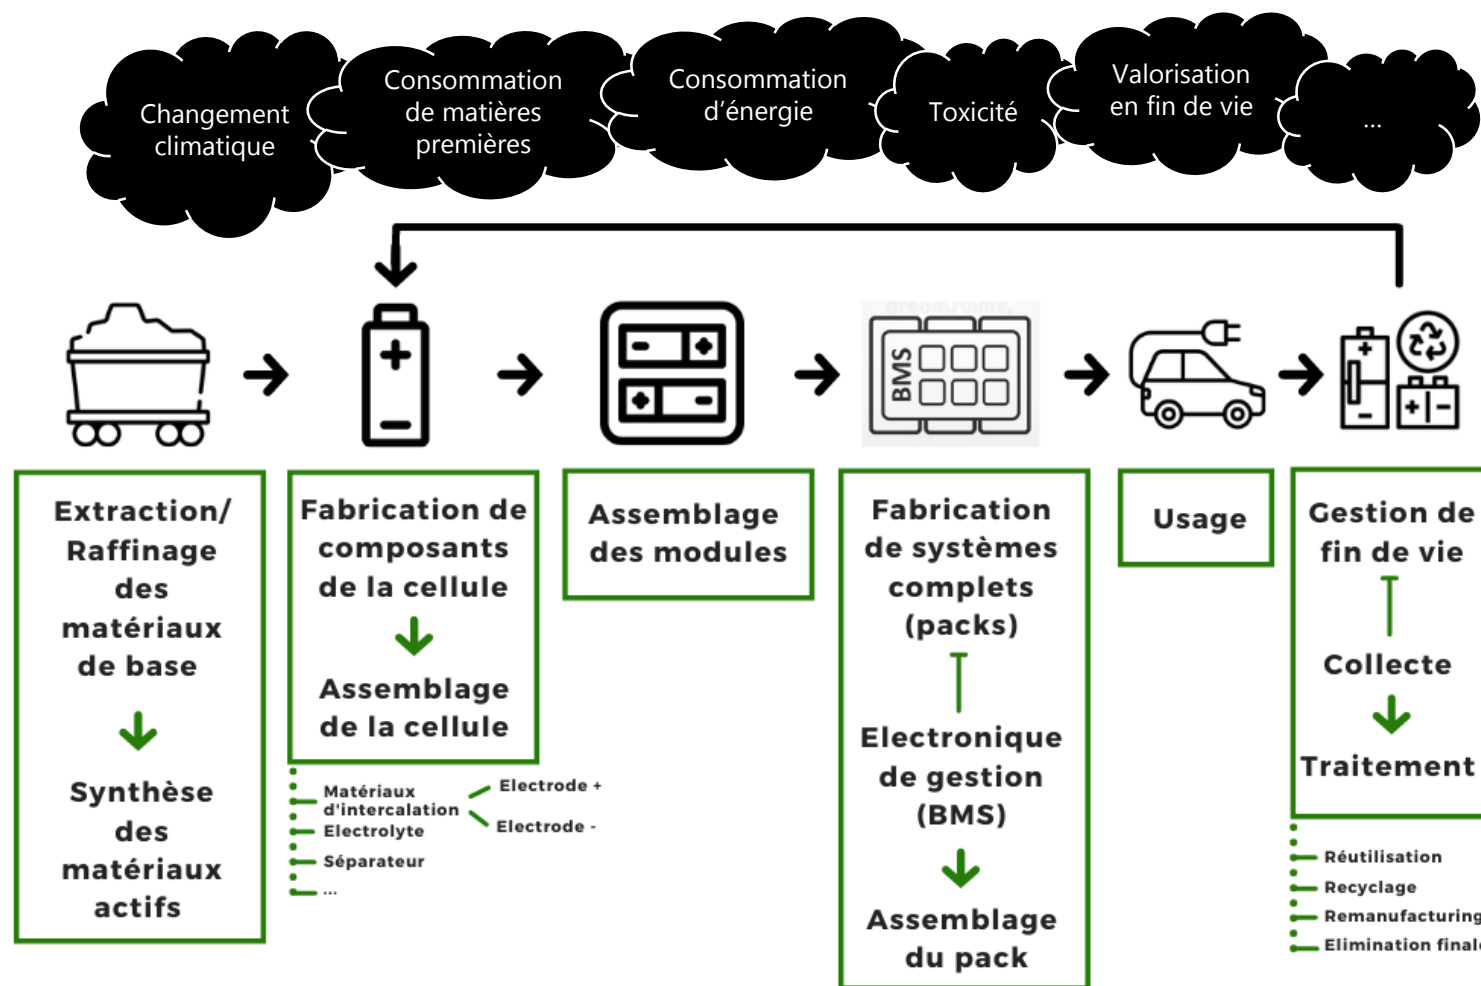 Changement
climatique
Consommation
de matières
premières
Consommation
d'énergie
Toxicité
Valorisation
en fin de vie
...
+
-
- +
+ -
BMS
+
-
+ -
Extraction/
Raffinage
des
matériaux
de base
Synthèse
des
matériaux
actifs
Fabrication de
composants
de la cellule
Assemblage
de la cellule
Matériaux
d'intercalation
Electrode +
Electrode -
Electrolyte
Séparateur
...
Assemblage
des modules
Fabrication
de systèmes
complets
(packs)
Electronique
de gestion
(BMS)
Assemblage
du pack
Usage
Gestion de
fin de vie
Collecte
Traitement
Réutilisation
Recyclage
Remanufacturing
Elimination finale